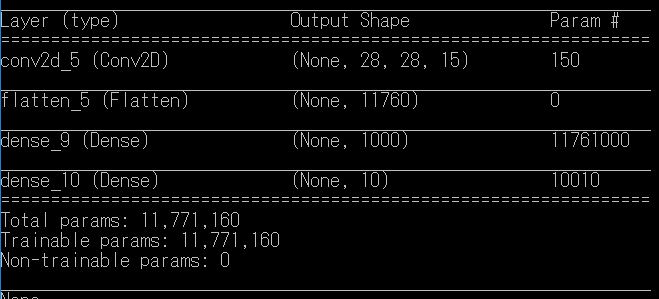 Layer (type) Output Shape Param #
=================================================================
conv2d_5 (Conv2D) (None, 28, 28, 15) 150
flatten_5 (Flatten) (None, 11760) 0
dense_9 (Dense) (None, 1000) 11761000
dense_10 (Dense) (None, 10) 10010
=================================================================
Total params: 11,771,160
Trainable params: 11,771,160
Non-trainable params: 0
None